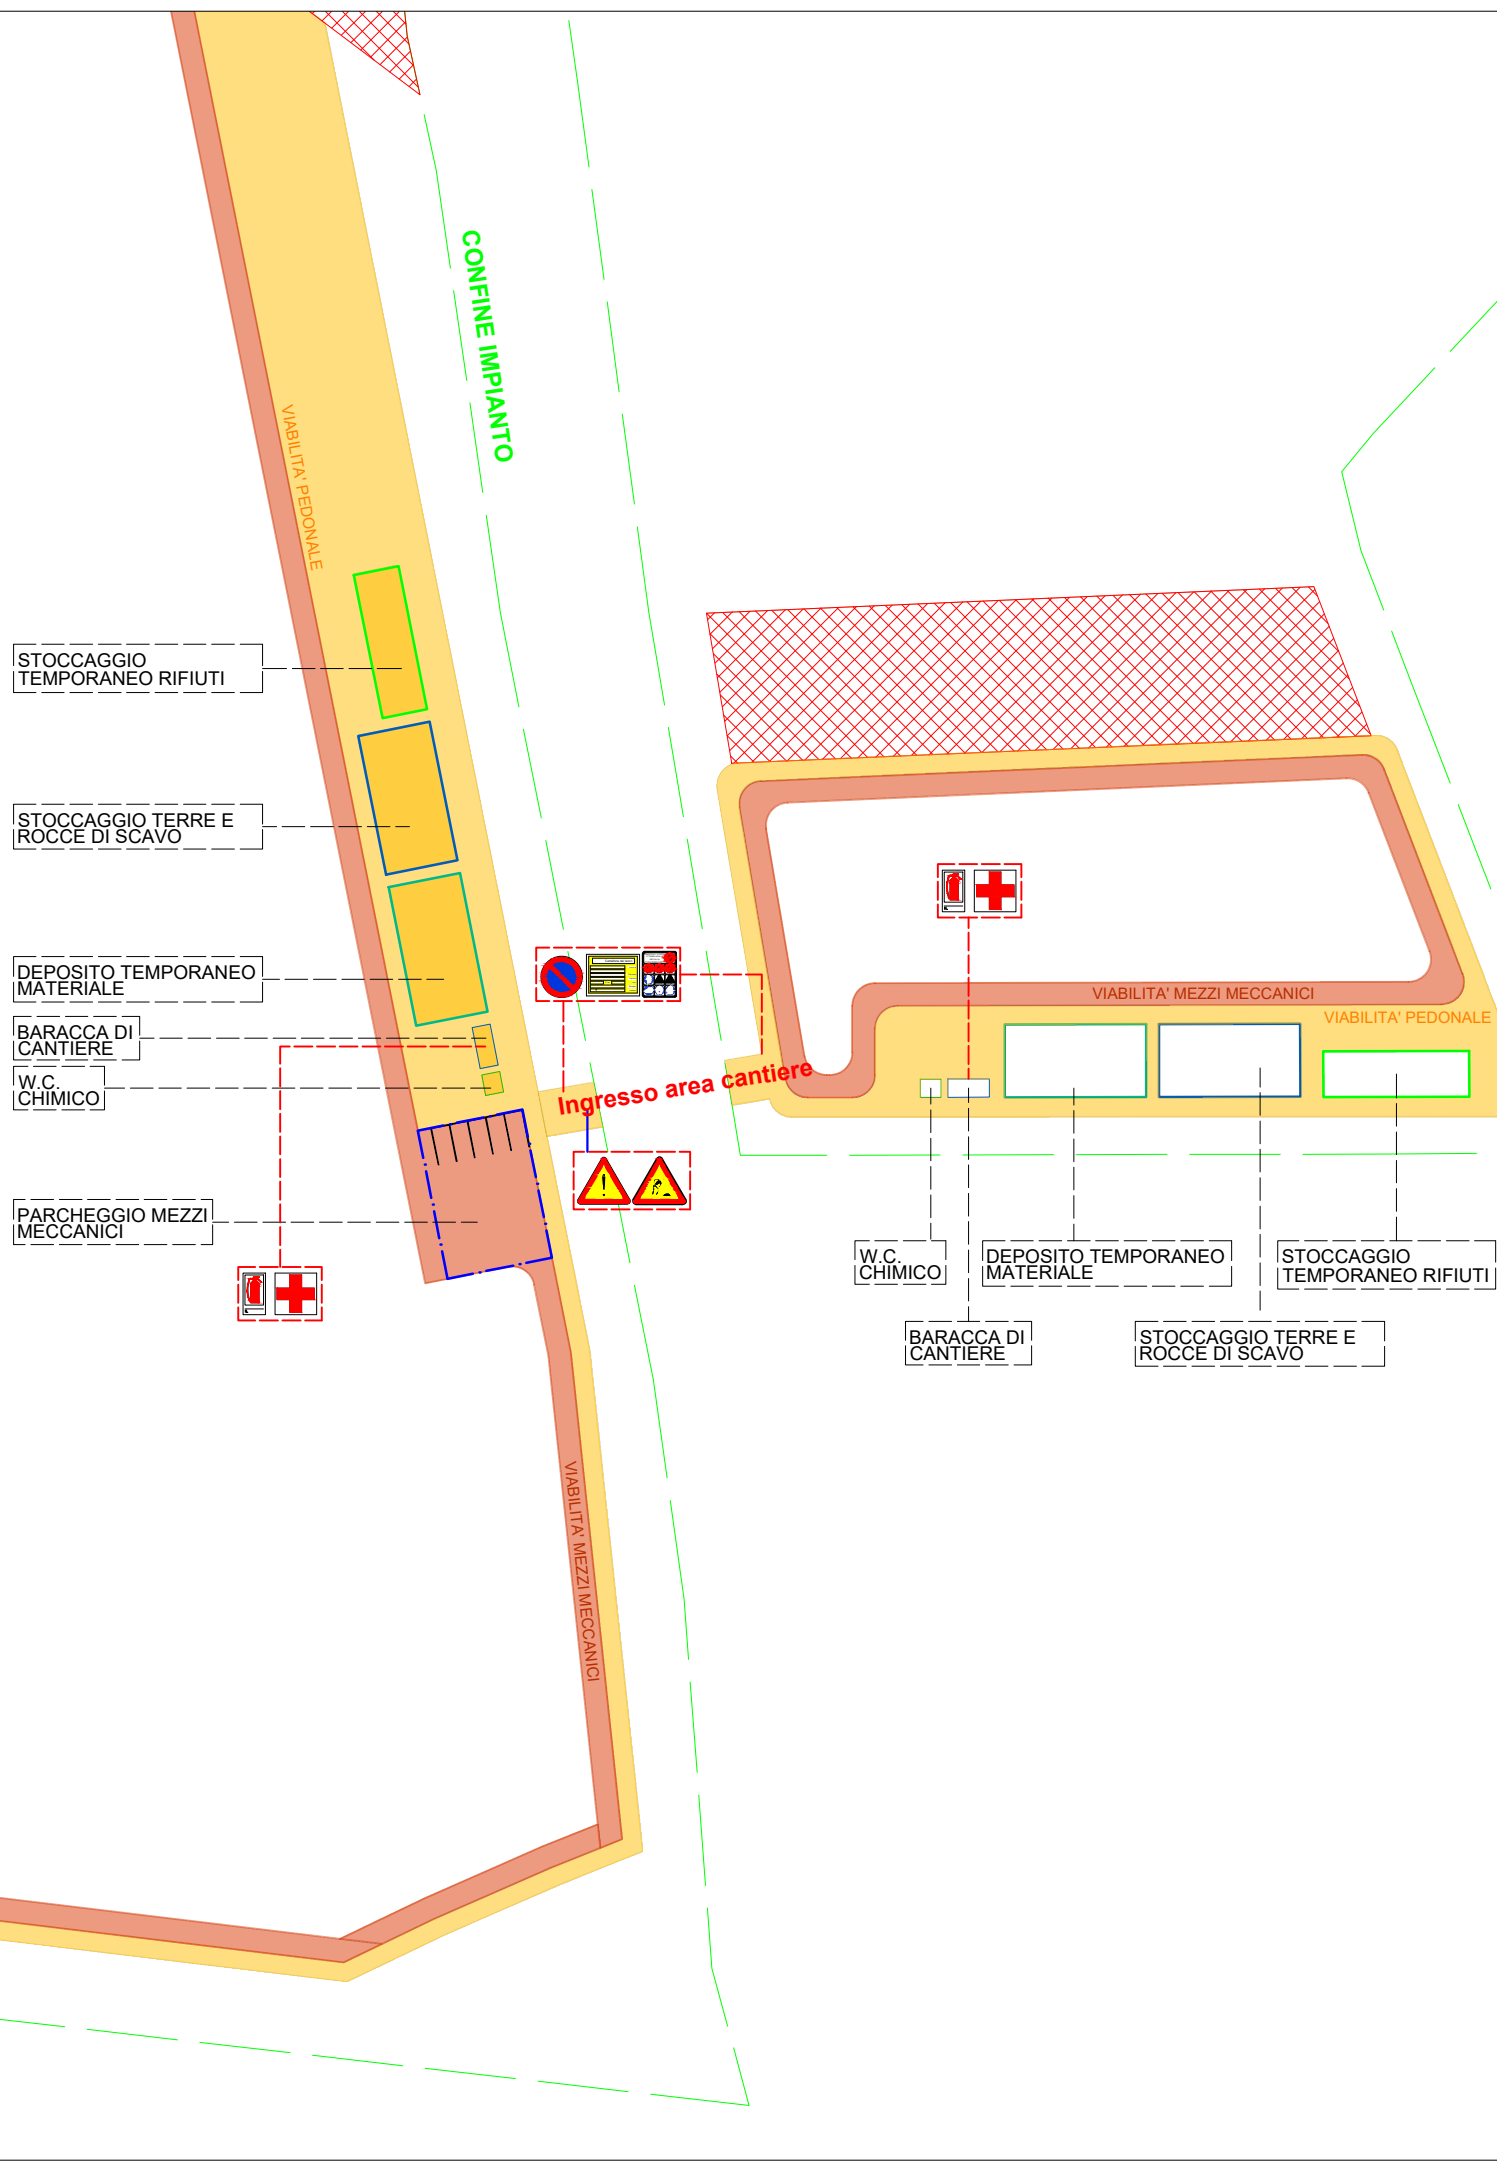 CONFINE IMPIANTO
VIABILITA' PEDONALE
STOCCAGGIO
TEMPORANEO RIFIUTI
STOCCAGGIO TERRE E
ROCCE DI SCAVO
DEPOSITO TEMPORANEO
MATERIALE
BARACCA DI
CANTIERE
W.C.
CHIMICO
PARCHEGGIO MEZZI
MECCANICI
Ingresso area cantiere
VIABILITA' MEZZI MECCANICI
VIABILITA' PEDONALE
W.C.
CHIMICO
DEPOSITO TEMPORANEO
MATERIALE
STOCCAGGIO
TEMPORANEO RIFIUTI
BARACCA DI
CANTIERE
STOCCAGGIO TERRE E
ROCCE DI SCAVO
VIABILITA' MEZZI MECCANICI